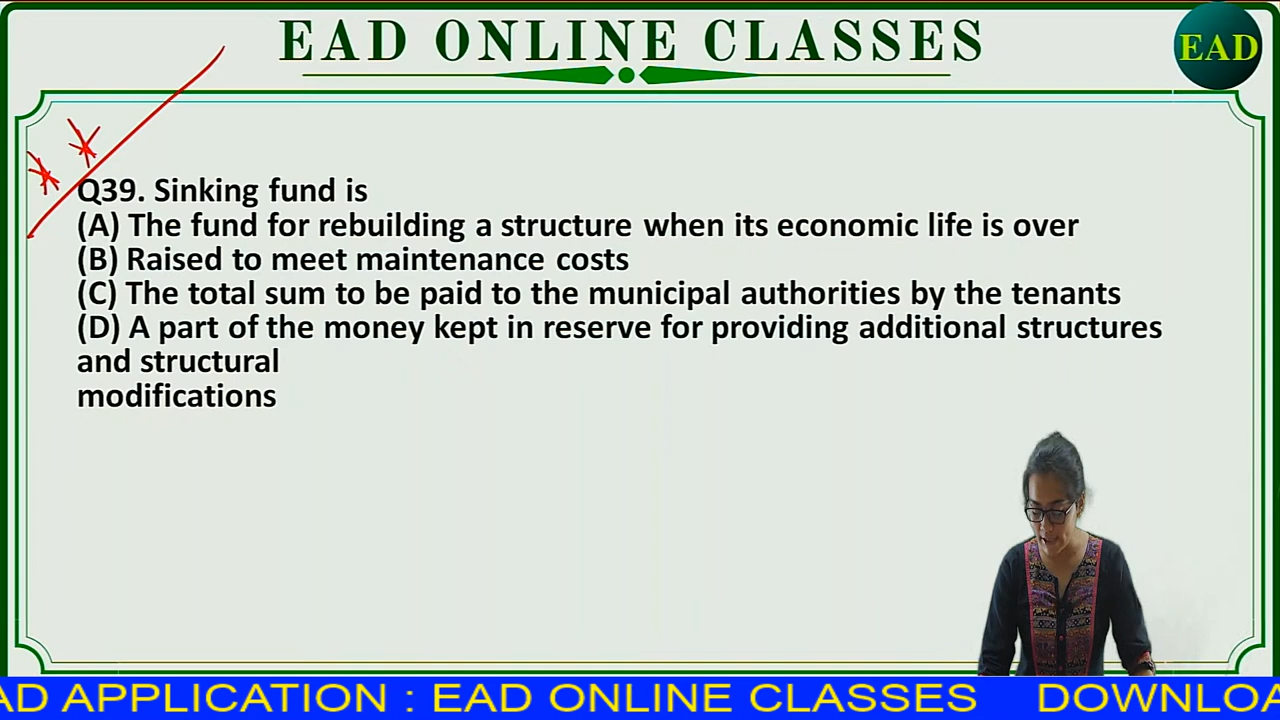 EAD ONLINE CLASSES
EAD
Q39. Sinking fund is
(A) The fund for rebuilding a structure when its economic life is over
(B) Raised to meet maintenance costs
(C) The total sum to be paid to the municipal authorities by the tenants
(D) A part of the money kept in reserve for providing additional structures
and structural
modifications
AD APPLICATION : EAD ONLINE CLASSES DOWNLOA